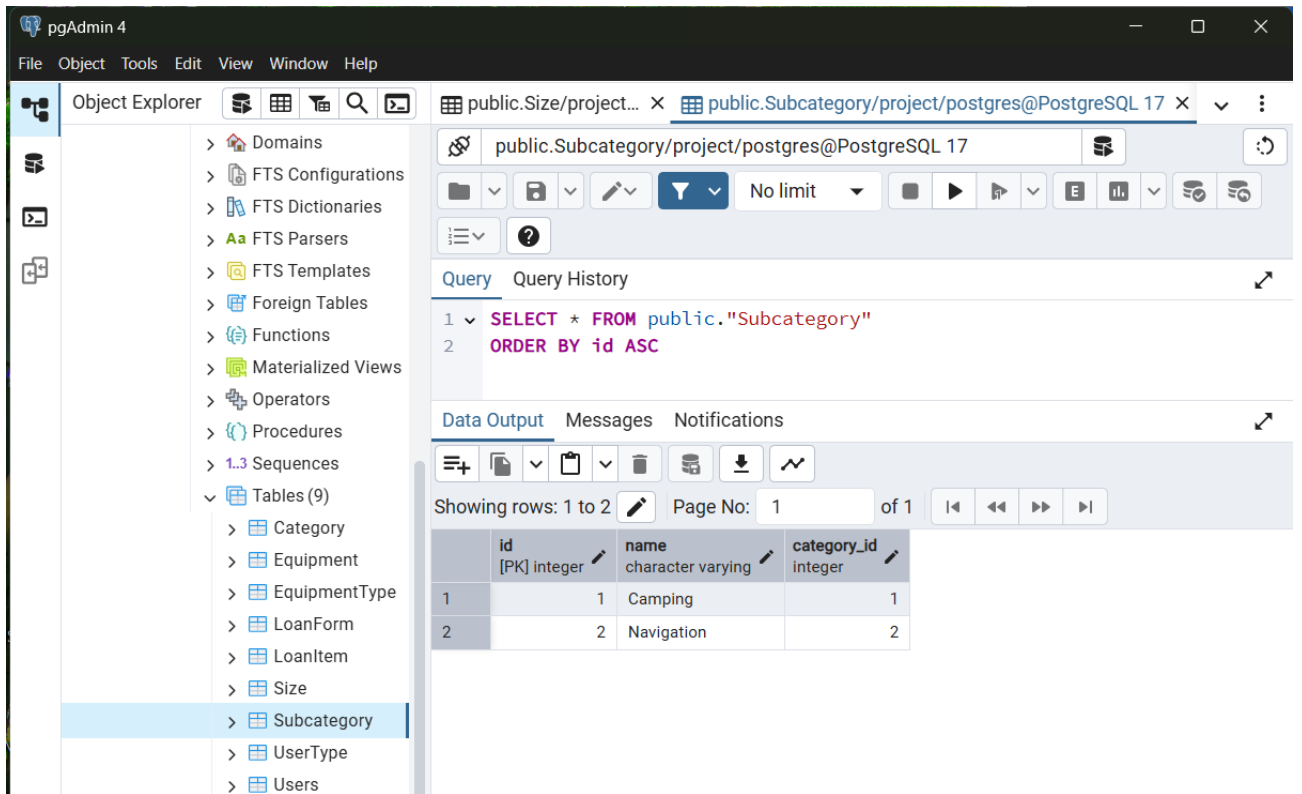 pgAdmin 4
File Object Tools Edit View Window Help
Object Explorer
public.Size/project...
public.Subcategory/project/postgres@PostgreSQL 17
public.Subcategory/project/postgres@PostgreSQL 17
No limit
E
Query Query History
1 SELECT * FROM public."Subcategory"
2 ORDER BY id ASC
Data Output Messages Notifications
Showing rows: 1 to 2 Page No: 1 of 1
id name category_id
[PK] integer character varying integer
1 1 Camping 1
2 2 Navigation 2
Domains
FTS Configurations
FTS Dictionaries
Aa FTS Parsers
FTS Templates
Foreign Tables
Functions
Materialized Views
Operators
Procedures
1..3 Sequences
Tables (9)
Category
Equipment
EquipmentType
LoanForm
LoanItem
Size
Subcategory
UserType
Users